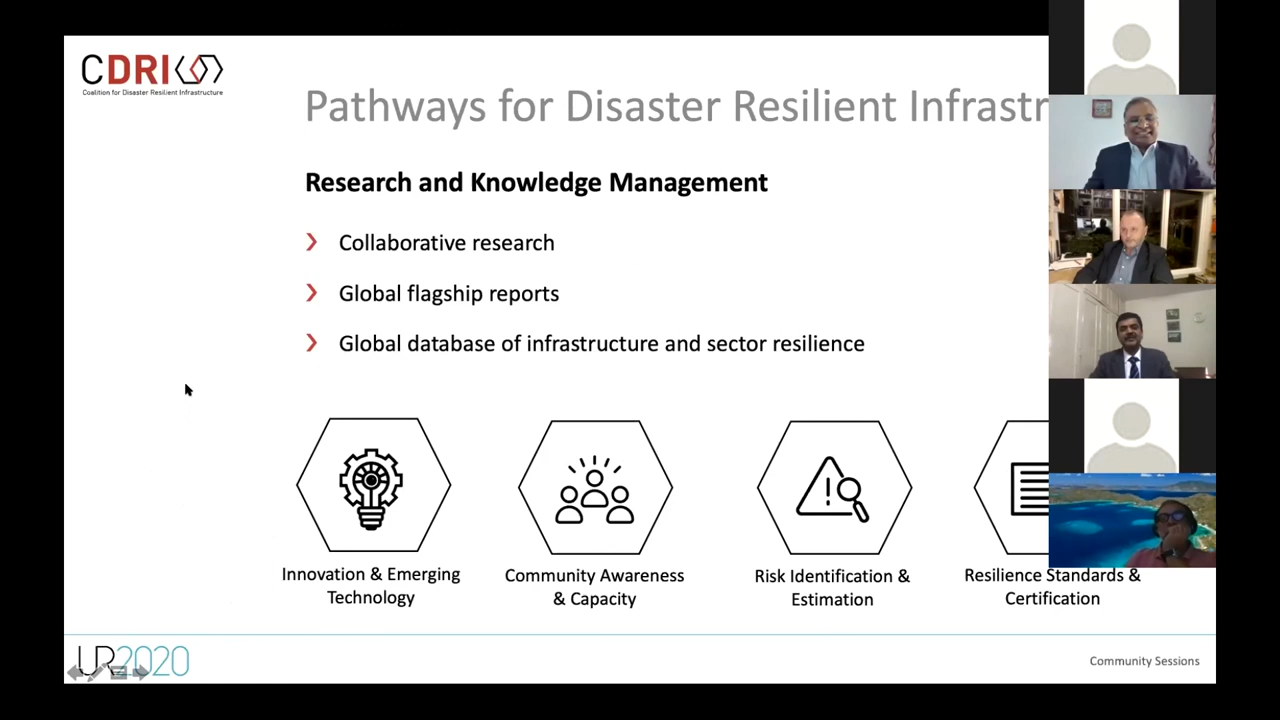 CDRI
Coalition for Disaster Resilient Infrastructure
Pathways for Disaster Resilient Infrastr
Research and Knowledge Management
Collaborative research
Global flagship reports
Global database of infrastructure and sector resilience
Innovation & Emerging
Technology
Community Awareness
& Capacity
Risk Identification &
Estimation
Resilience Standards &
Certification
UR2020
Community Sessions